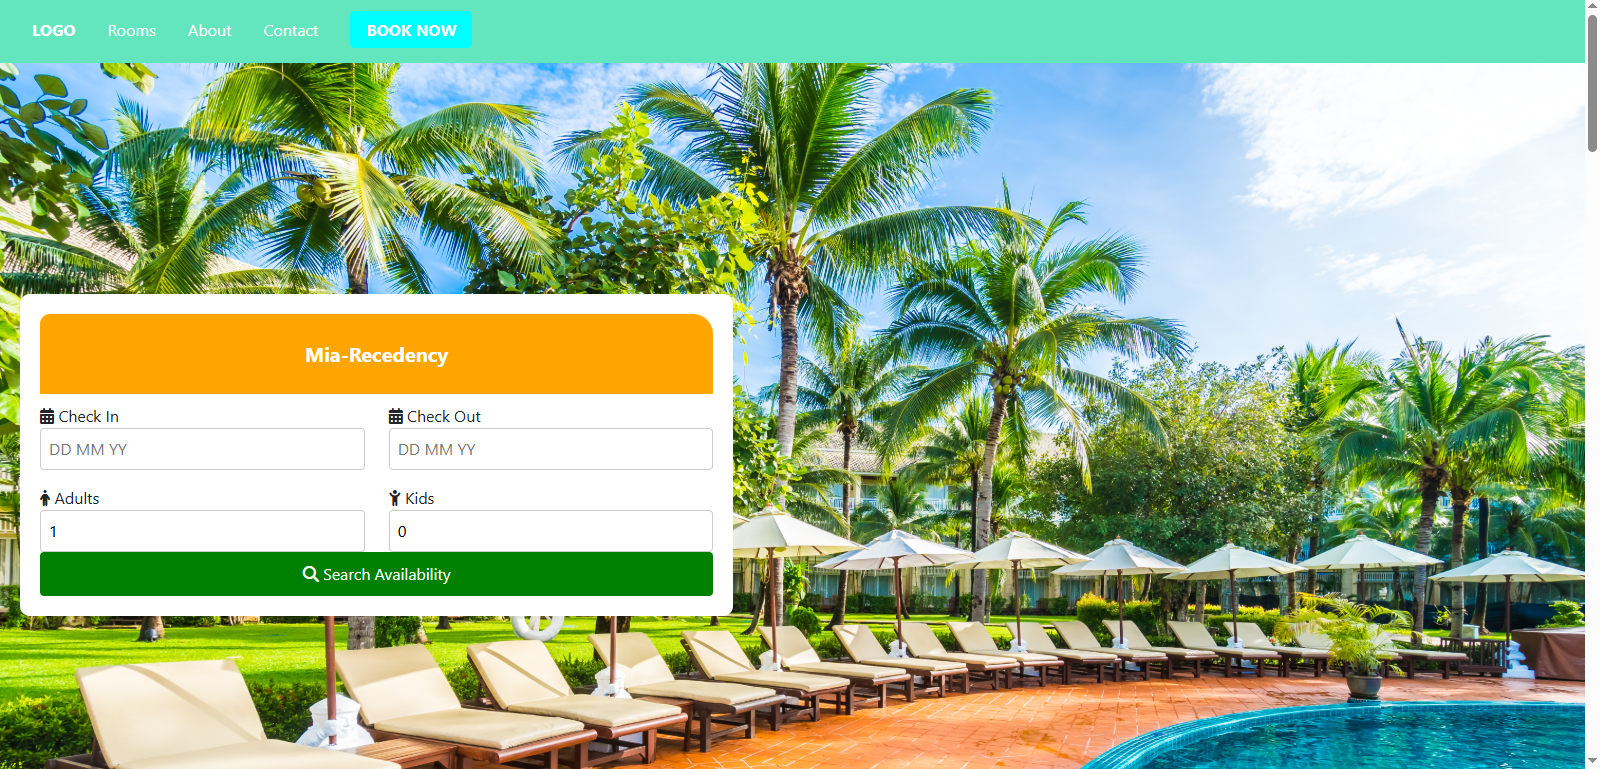 LOGO Rooms About Contact BOOK NOW
Mia-Recedency
Check In Check Out
DD MM YY DD MM YY
Adults Kids
1 0
Search Availability